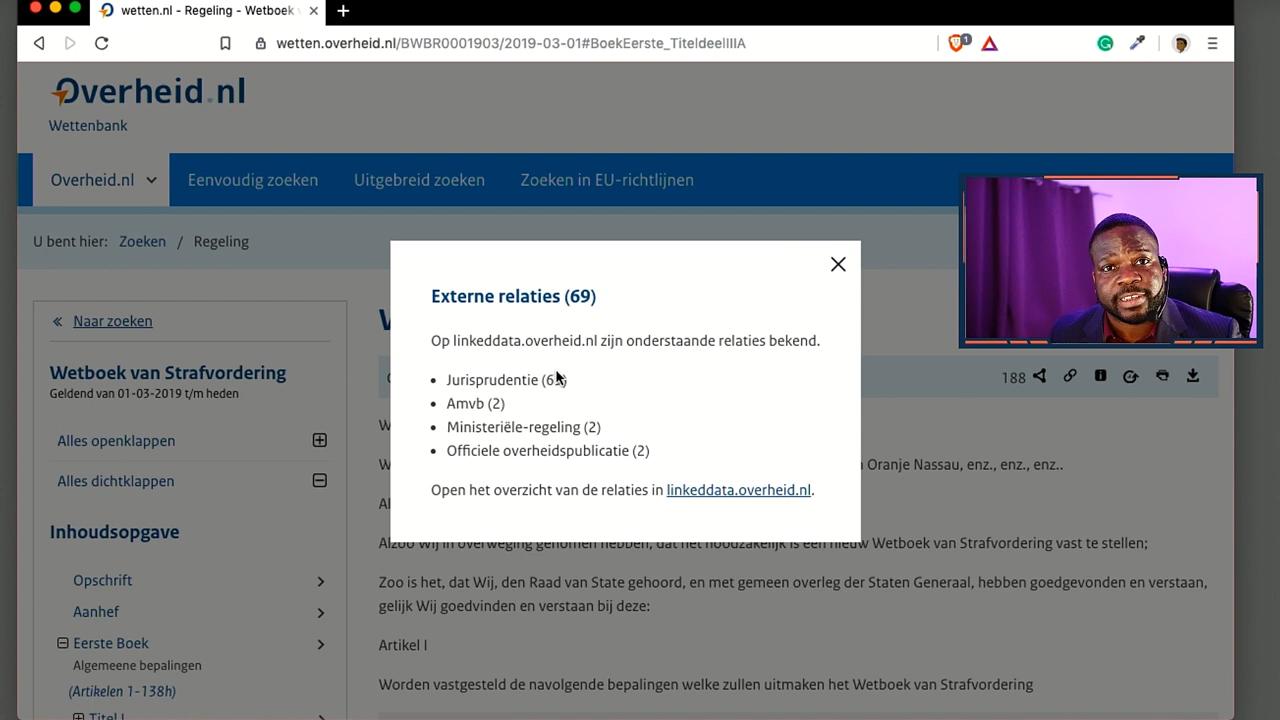 wetten.nl - Regeling - Wetboek
wetten.overheid.nl/BWBR0001903/2019-03-01#BoekEerste_TiteldeelIIIA
1
Overheid.nl
Wettenbank
Overheid.nl
Eenvoudig zoeken
Uitgebreid zoeken
Zoeken in EU-richtlijnen
U bent hier: Zoeken / Regeling
« Naar zoeken
Wetboek van Strafvordering
Geldend van 01-03-2019 t/m heden
Alles openklappen
Alles dichtklappen
Inhoudsopgave
Opschrift
Aanhef
Eerste Boek
Algemeene bepalingen
(Artikelen 1-138h)
Titel I
Externe relaties (69)
Op linkeddata.overheid.nl zijn onderstaande relaties bekend.
• Jurisprudentie
• Amvb (2)
• Ministeriële-regeling (2)
• Officiele overheidspublicatie (2)
Open het overzicht van de relaties in linkeddata.overheid.nl.
188
Oranje Nassau, enz., enz., enz..
Alzoo Wij in overweging genomen hebben, dat het noodzakelijk is een nieuw Wetboek van Strafvordering vast te stellen;
Zoo is het, dat Wij, den Raad van State gehoord, en met gemeen overleg der Staten Generaal, hebben goedgevonden en verstaan,
gelijk Wij goedvinden en verstaan bij deze:
Artikel I
Worden vastgesteld de navolgende bepalingen welke zullen uitmaken het Wetboek van Strafvordering